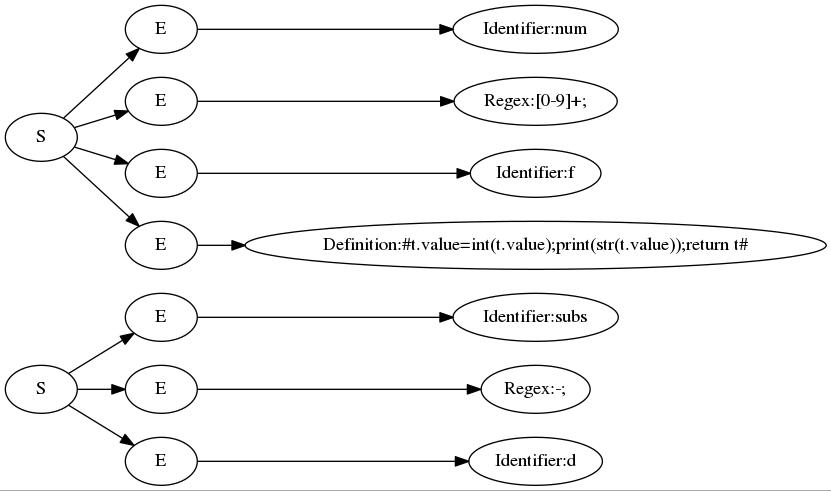 E
Identifier:num
E
Regex:[0-9]+;
S
E
Identifier:f
E
Definition:#t.value=int(t.value);print(str(t.value));return t#
E
Identifier:subs
S
E
Regex:-;
E
Identifier:d